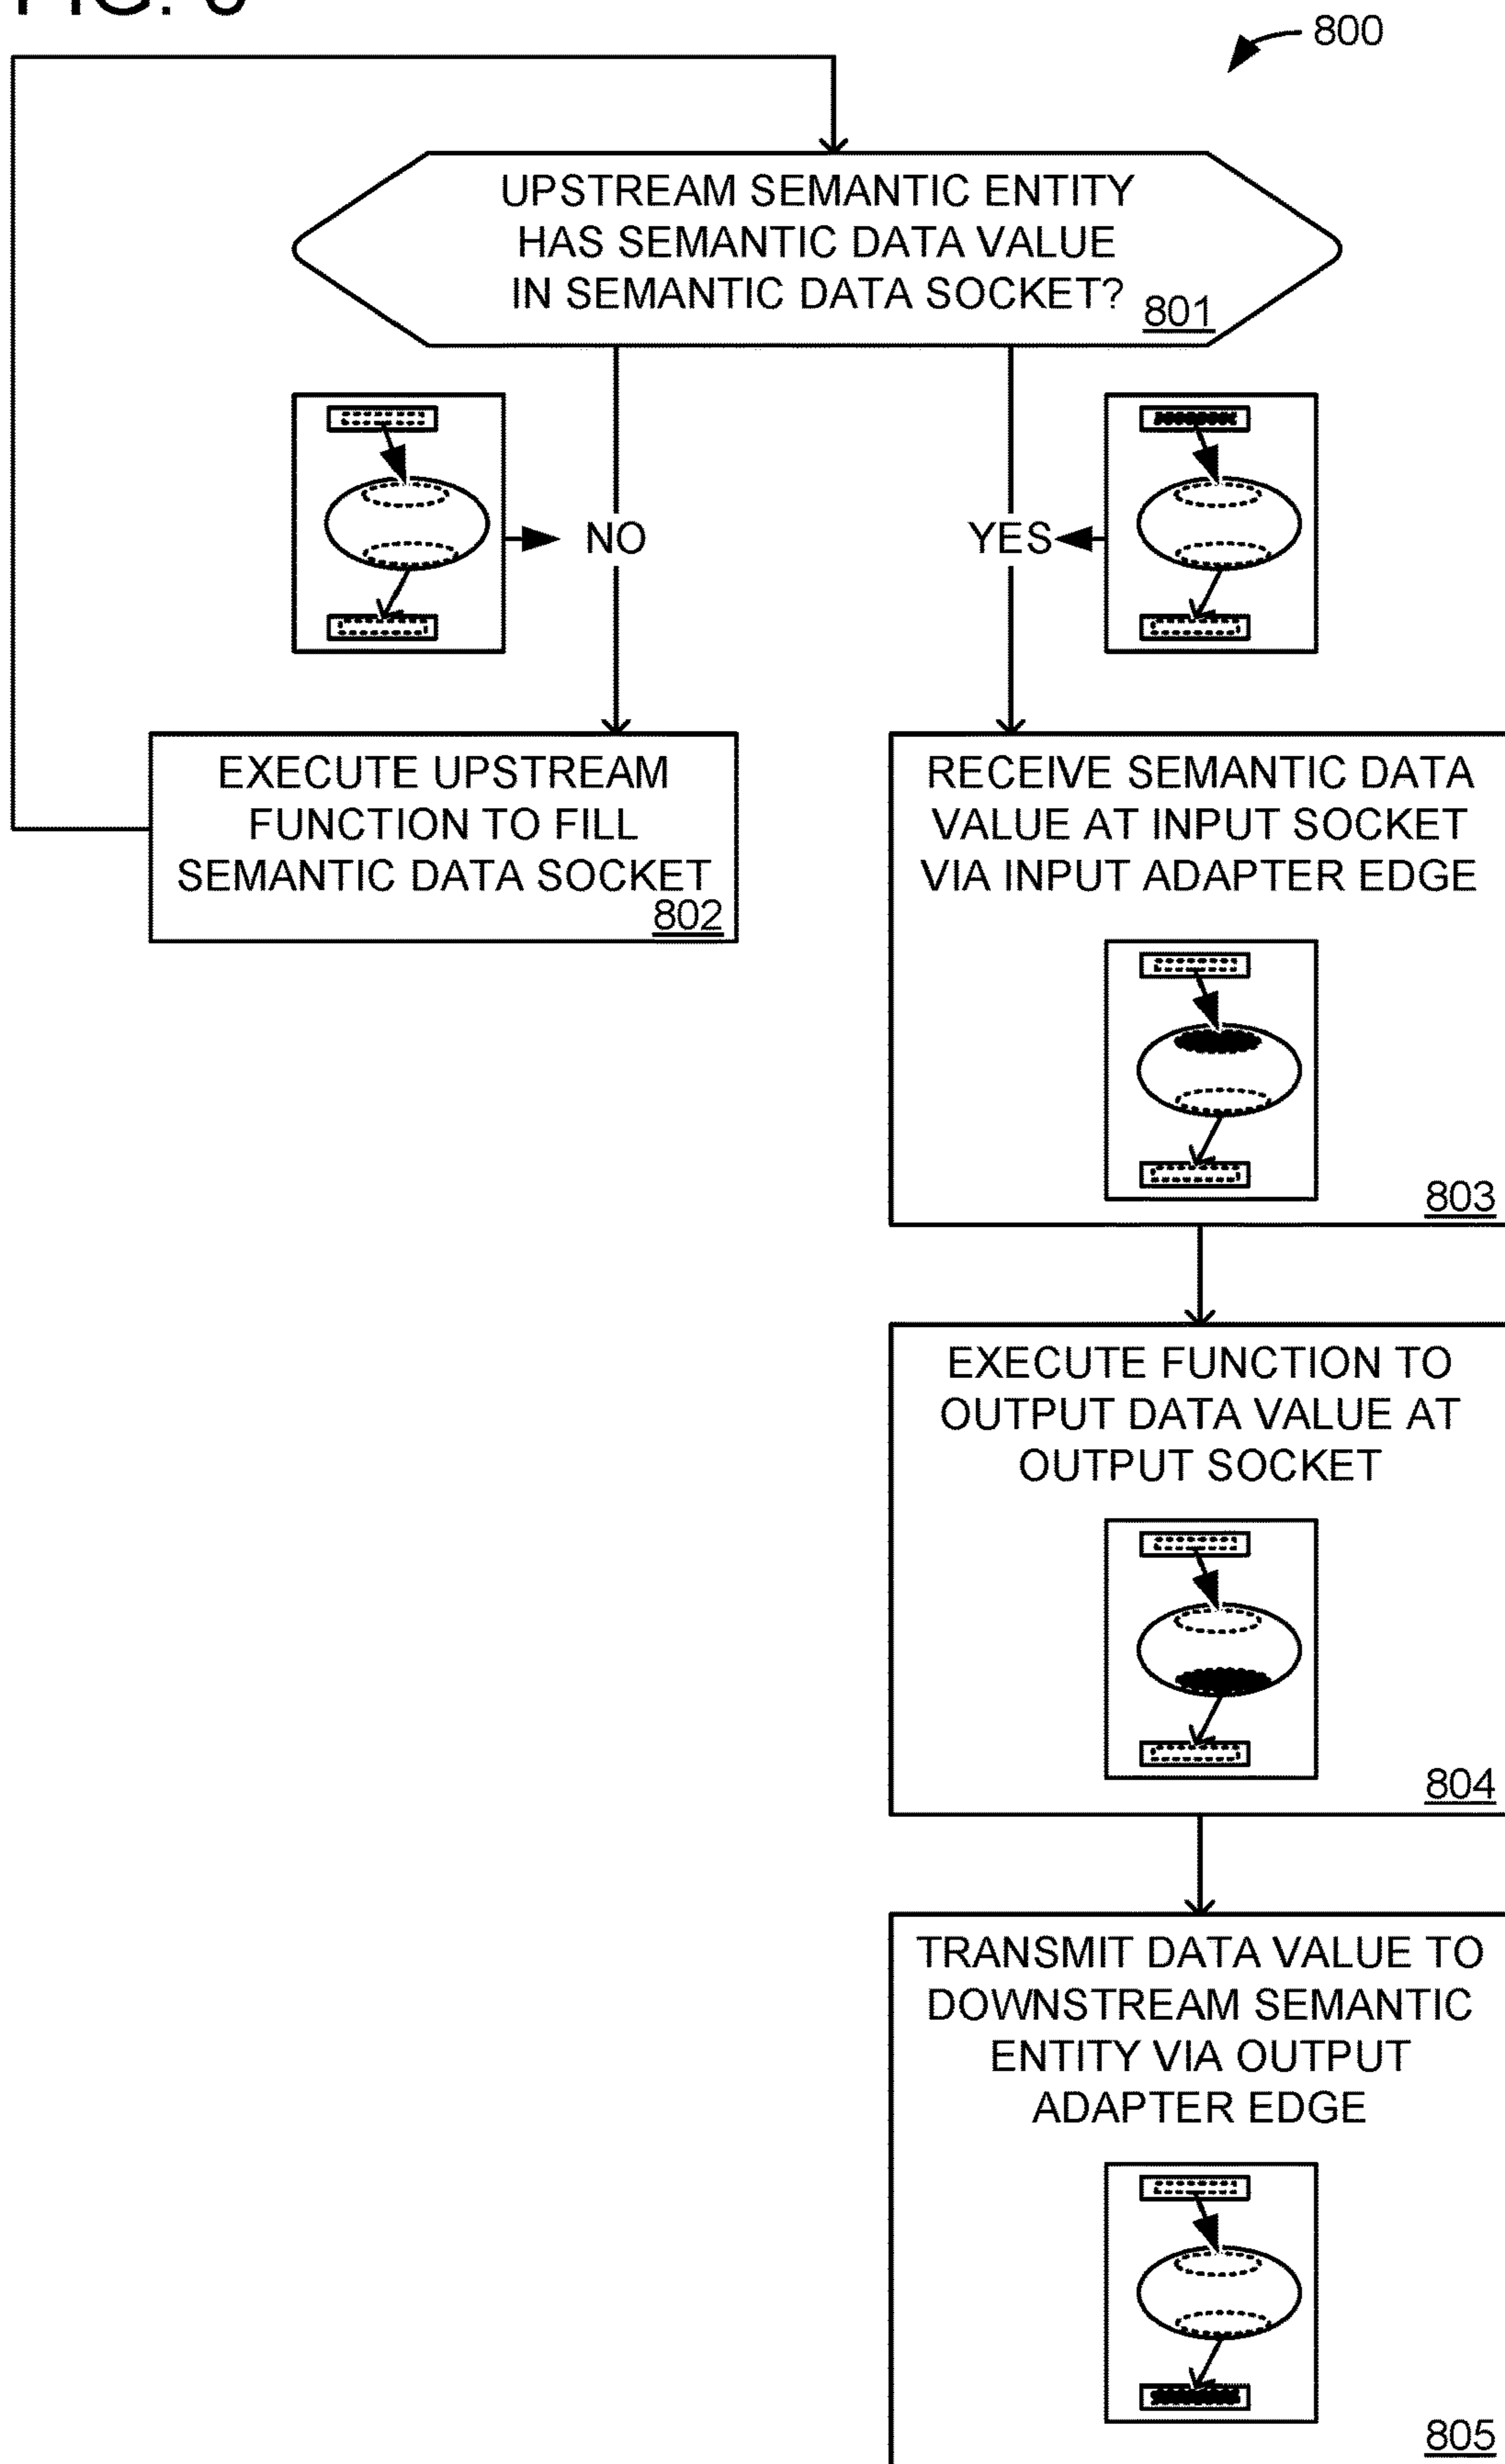 FIG. 8
800
UPSTREAM SEMANTIC ENTITY
HAS SEMANTIC DATA VALUE
IN SEMANTIC DATA SOCKET?
801
NO
YES
EXECUTE UPSTREAM
FUNCTION TO FILL
SEMANTIC DATA SOCKET
802
RECEIVE SEMANTIC DATA
VALUE AT INPUT SOCKET
VIA INPUT ADAPTER EDGE
803
EXECUTE FUNCTION TO
OUTPUT DATA VALUE AT
OUTPUT SOCKET
804
TRANSMIT DATA VALUE TO
DOWNSTREAM SEMANTIC
ENTITY VIA OUTPUT
ADAPTER EDGE
805